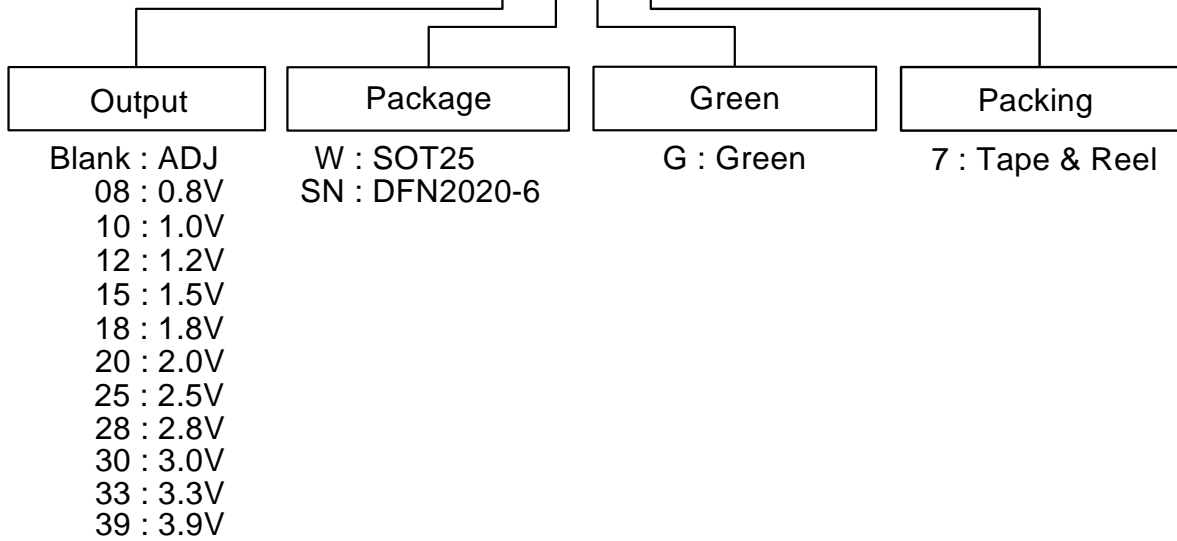 Output
Package
Green
Packing
Blank : ADJ
08 : 0.8V
10 : 1.0V
12 : 1.2V
15 : 1.5V
18 : 1.8V
20 : 2.0V
25 : 2.5V
28 : 2.8V
30 : 3.0V
33 : 3.3V
39 : 3.9V
W : SOT25
SN : DFN2020-6
G : Green
7 : Tape & Reel